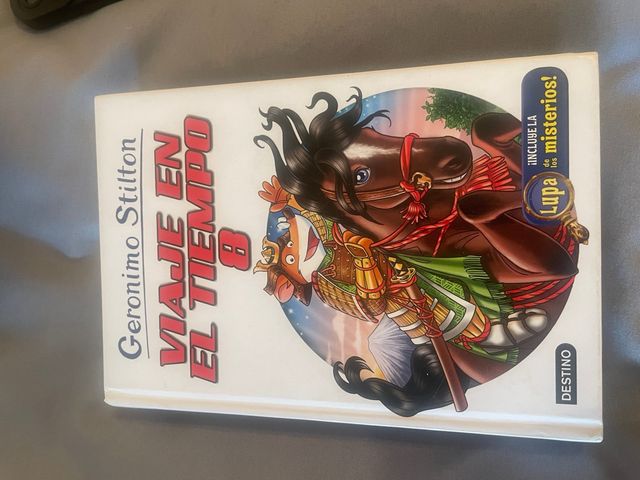 Geronimo Stilton
VIAJE EN
EL TIEMPO
8
¡INCLUYE LA
Lupa
de los
misterios!
DESTINO